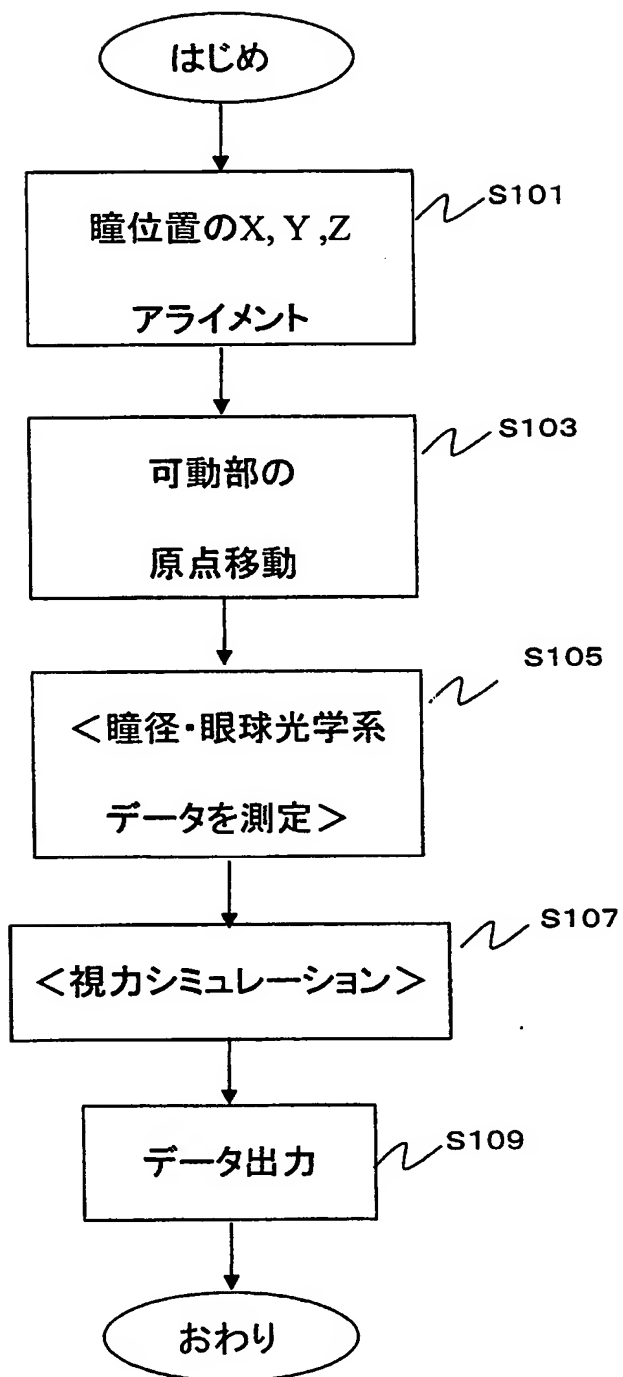 はじめ
S101
瞳位置のX, Y ,Z
アライメント
S103
可動部の
原点移動
S105
＜瞳径・眼球光学系
データを測定＞
S107
＜視力シミュレーション＞
データ出力
S109
おわり